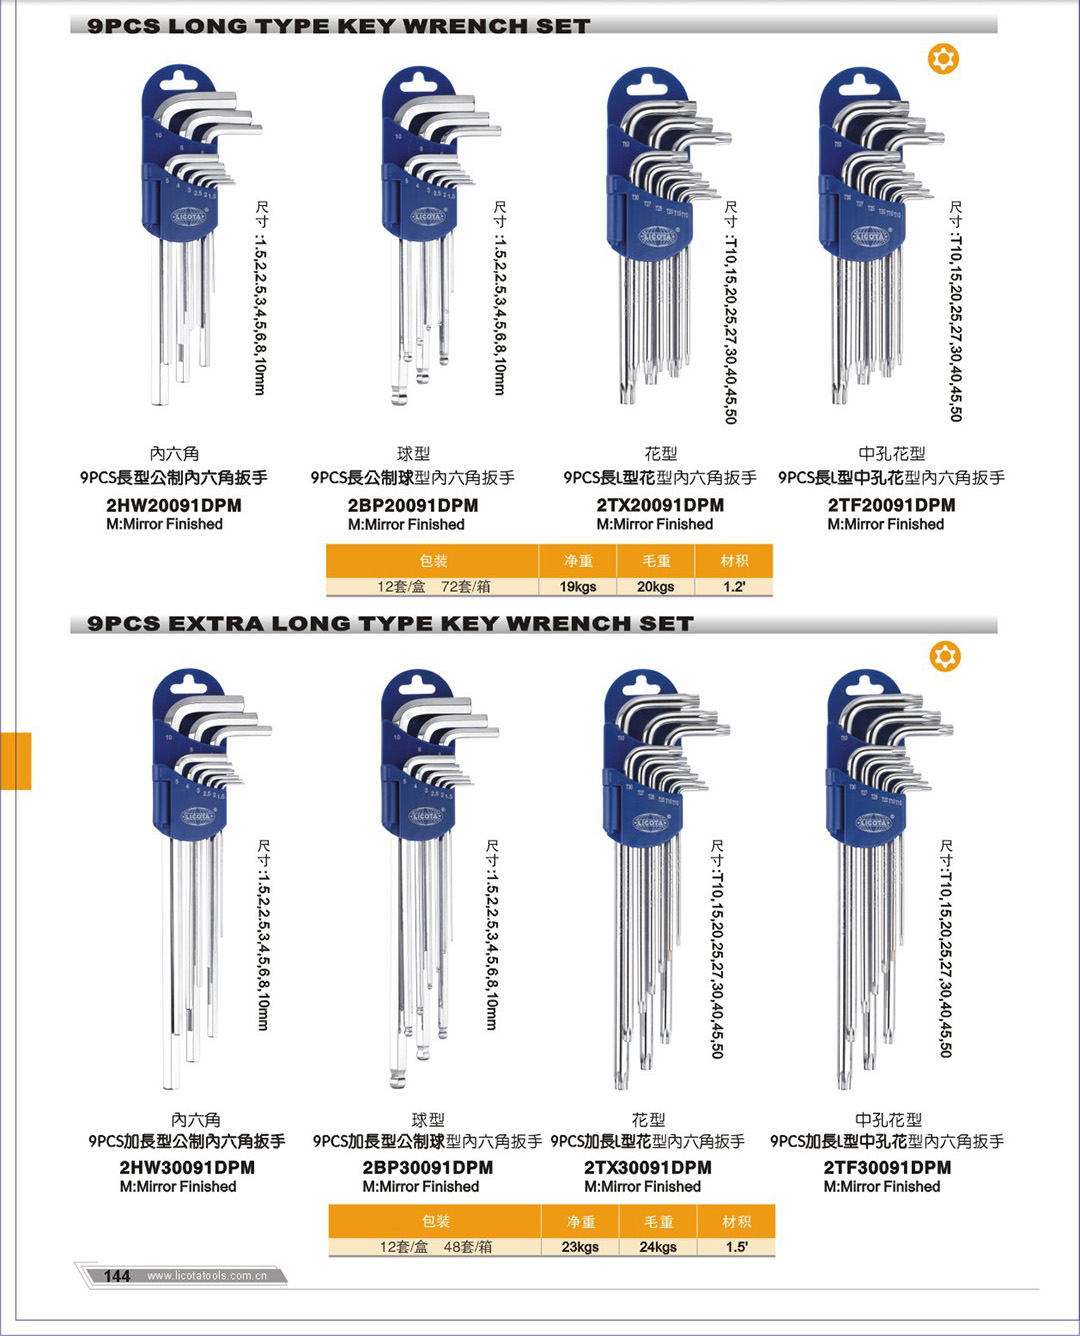 9PCS LONG TYPE KEY WRENCH SET
LICOTA
LICOTA
LICOTA
LICOTA
尺寸:1.5,2,2.5,3,4,5,6,8,10mm
尺寸:1.5,2,2.5,3,4,5,6,8,10mm
尺寸:T10,15,20,25,27,30,40,45,50
尺寸:T10,15,20,25,27,30,40,45,50
內六角
9PCS長型公制內六角扳手
2HW20091DPM
M:Mirror Finished
球型
9PCS長公制球型內六角扳手
2BP20091DPM
M:Mirror Finished
花型
9PCS長L型花型內六角扳手
2TX20091DPM
M:Mirror Finished
中孔花型
9PCS長L型中孔花型內六角扳手
2TF20091DPM
M:Mirror Finished
包装 净重 毛重 材积
12套/盒 72套/箱 19kgs 20kgs 1.2'
9PCS EXTRA LONG TYPE KEY WRENCH SET
LICOTA
LICOTA
LICOTA
LICOTA
尺寸:1.5,2,2.5,3,4,5,6,8,10mm
尺寸:1.5,2,2.5,3,4,5,6,8,10mm
尺寸:T10,15,20,25,27,30,40,45,50
尺寸:T10,15,20,25,27,30,40,45,50
內六角
9PCS加長型公制內六角扳手
2HW30091DPM
M:Mirror Finished
球型
9PCS加長型公制球型內六角扳手
2BP30091DPM
M:Mirror Finished
花型
9PCS加長L型花型內六角扳手
2TX30091DPM
M:Mirror Finished
中孔花型
9PCS加長L型中孔花型內六角扳手
2TF30091DPM
M:Mirror Finished
包装 净重 毛重 材积
12套/盒 48套/箱 23kgs 24kgs 1.5'
144 www.licotatools.com.cn